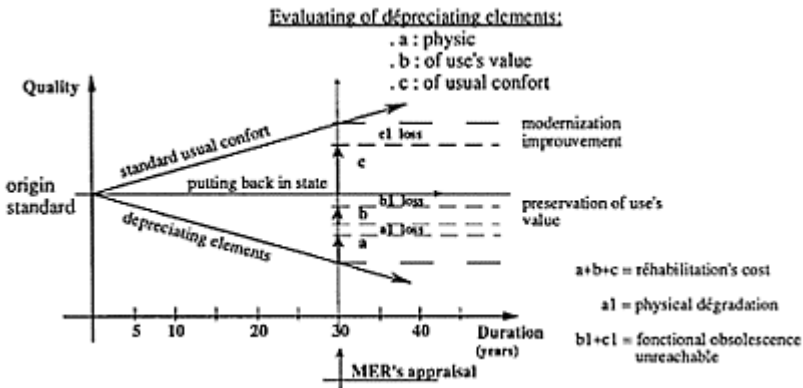 Evaluating of dépreciating elements:
. a : physic
. b : of use's value
. c : of usual confort
Quality
standard usual confort
c1 loss
modernization
improuvement
c
origin
standard
putting back in state
b1 loss
b
preservation of use's
value
a1 loss
a
depreciating elements
a+b+c = réhabilitation's cost
a1 = physical dégradation
b1+c1 = fonctional obsolescence
unreachable
5 10 20 30 40 Duration
(years)
MER's appraisal